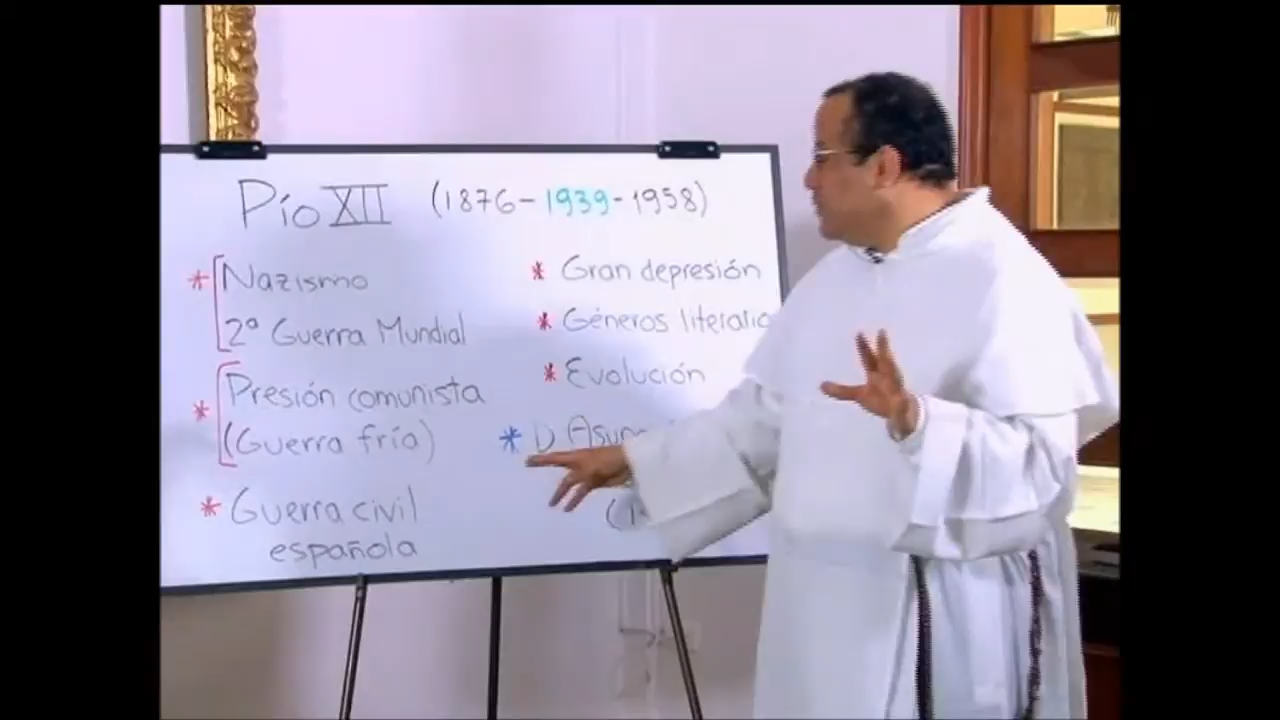 Pío XII (1876-1939-1958)
* Nazismo
2ª Guerra Mundial
* Presión comunista
(Guerra fría)
* Guerra civil
española
* Gran depresión
* Géneros
* Evolución
*